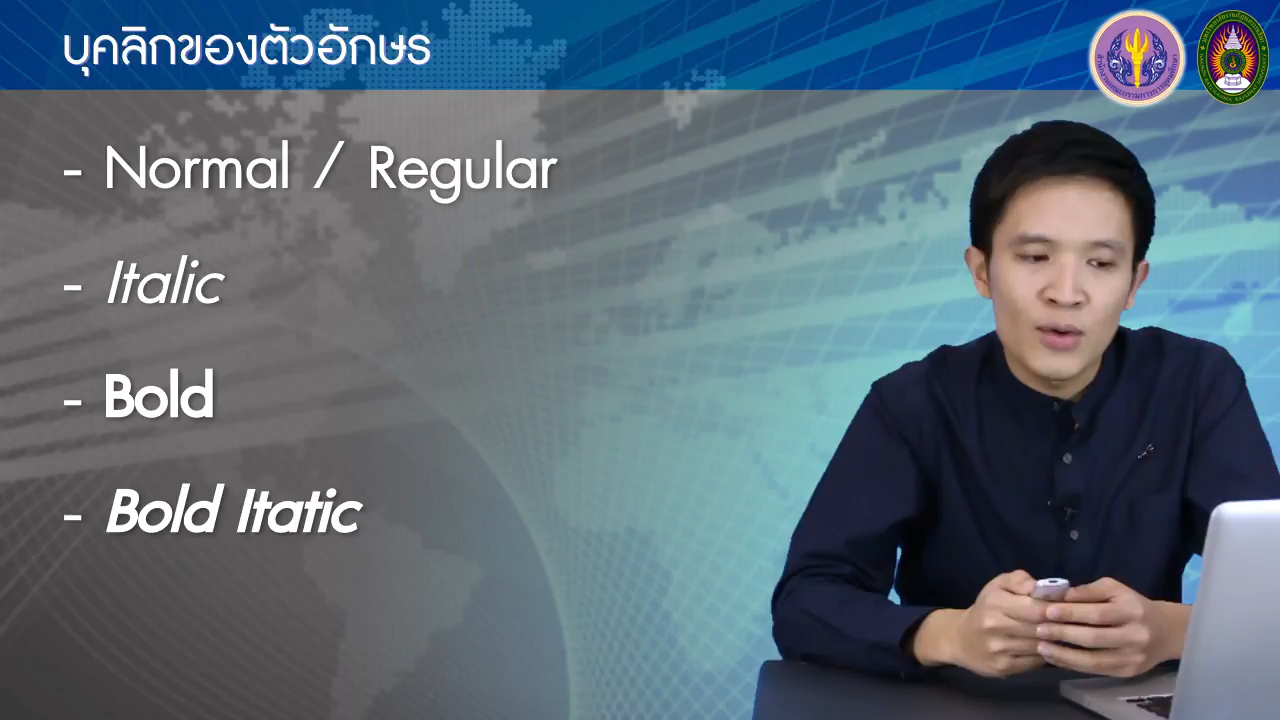 บุคลิกของตัวอักษร
- Normal / Regular
- Italic
- Bold
- Bold Itatic